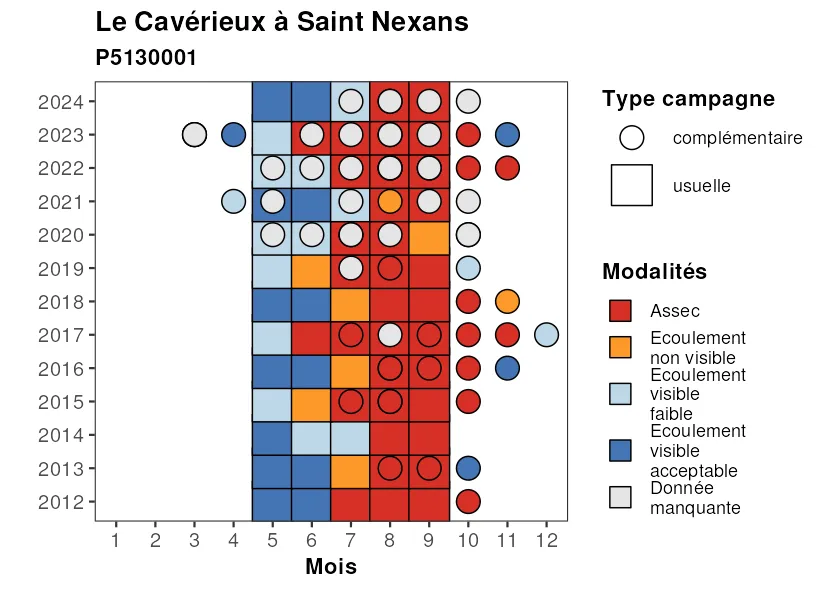 Le Cavérieux à Saint Nexans
P5130001
2024
2023
2022
2021
2020
2019
2018
2017
2016
2015
2014
2013
2012
1 2 3 4 5 6 7 8 9 10 11 12
Mois
Type campagne
complémentaire
usuelle
Modalités
Assec
Ecoulement
non visible
Ecoulement
visible
faible
Ecoulement
visible
acceptable
Donnée
manquante